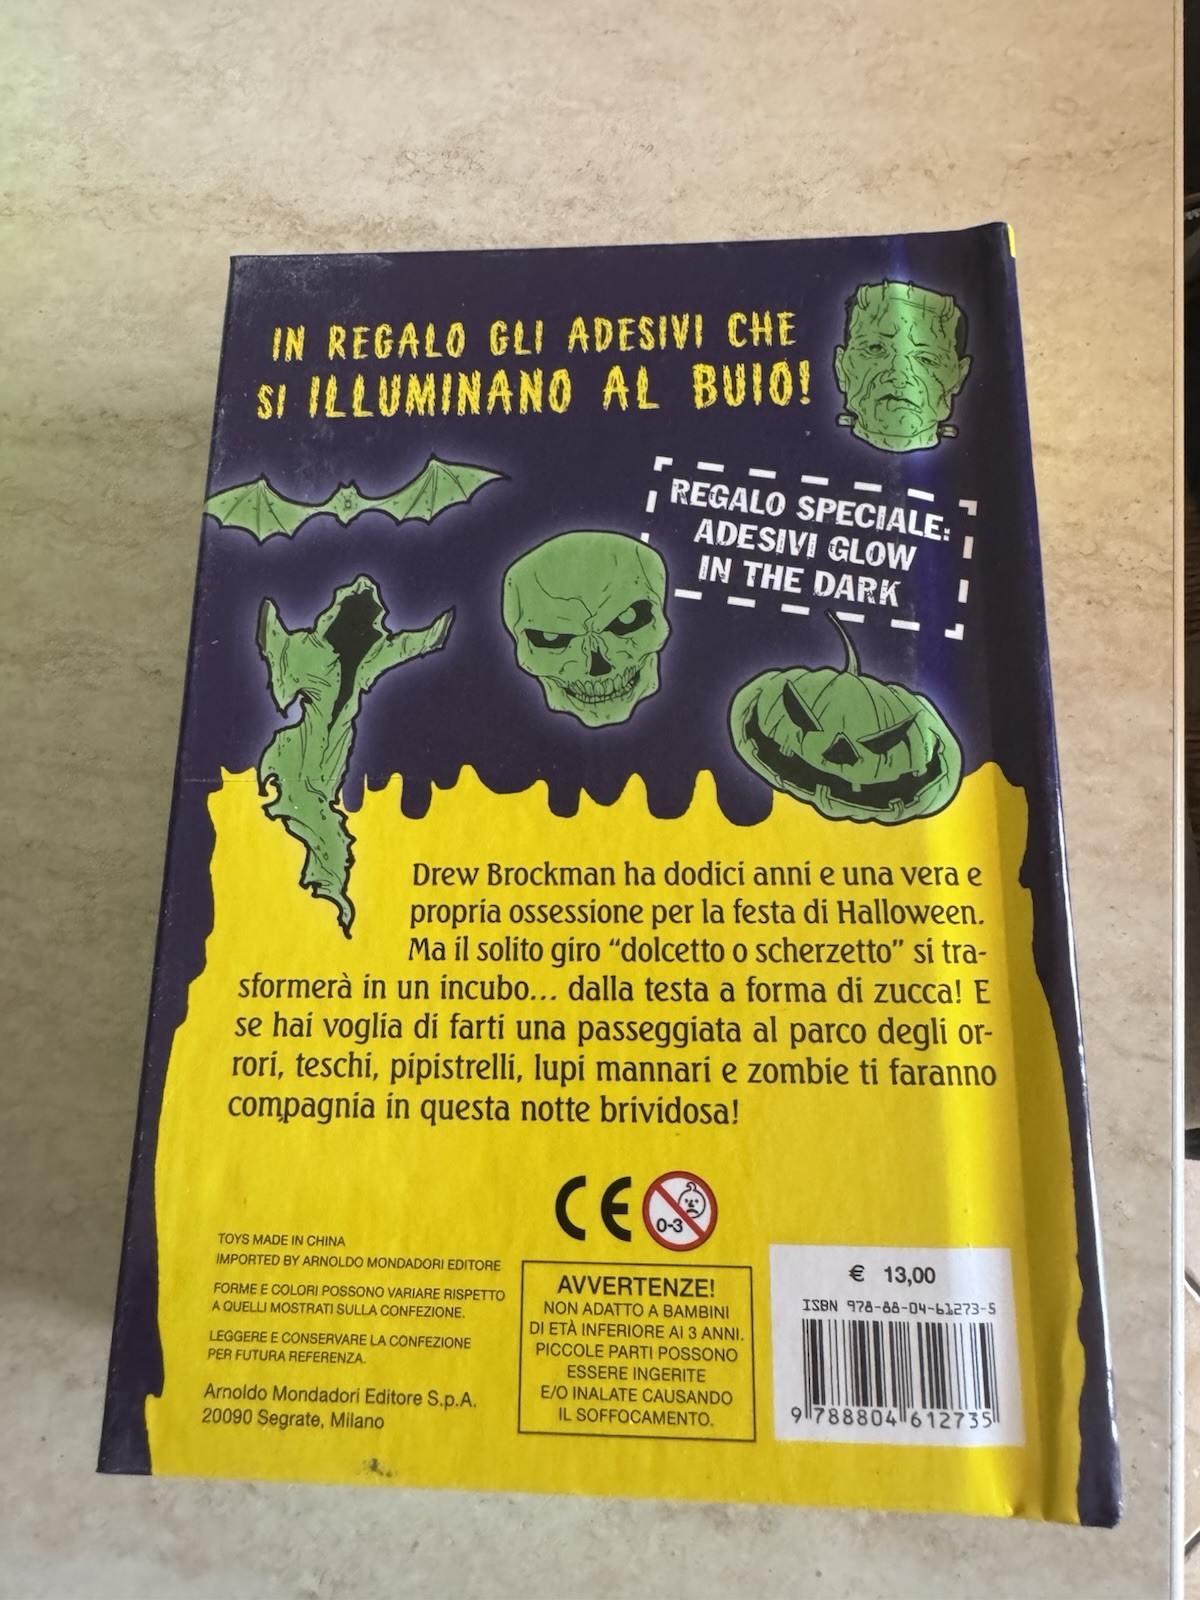 IN REGALO GLI ADESIVI CHE
SI ILLUMINANO AL BUIO!
REGALO SPECIALE:
ADESIVI GLOW
IN THE DARK
Drew Brockman ha dodici anni e una vera e
propria ossessione per la festa di Halloween.
Ma il solito giro “dolcetto o scherzetto” si tra-
sformerà in un incubo... dalla testa a forma di zucca! E
se hai voglia di farti una passeggiata al parco degli or-
rori, teschi, pipistrelli, lupi mannari e zombie ti faranno
compagnia in questa notte brividosa!
CE
0-3
TOYS MADE IN CHINA
IMPORTED BY ARNOLDO MONDADORI EDITORE
FORME E COLORI POSSONO VARIARE RISPETTO
A QUELLI MOSTRATI SULLA CONFEZIONE.
LEGGERE E CONSERVARE LA CONFEZIONE
PER FUTURA REFERENZA.
Arnoldo Mondadori Editore S.p.A.
20090 Segrate, Milano
AVVERTENZE!
NON ADATTO A BAMBINI
DI ETÀ INFERIORE AI 3 ANNI.
PICCOLE PARTI POSSONO
ESSERE INGERITE
E/O INALATE CAUSANDO
IL SOFFOCAMENTO.
€ 13,00
ISBN 978-88-04-61273-5
9 788804 612735